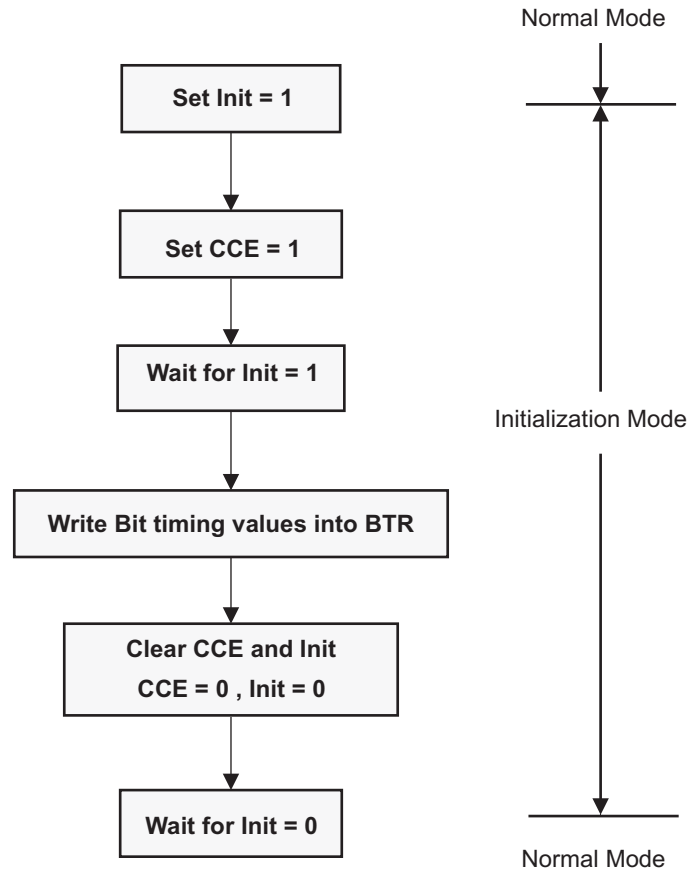 Normal Mode
Set Init = 1
Set CCE = 1
Wait for Init = 1
Initialization Mode
Write Bit timing values into BTR
Clear CCE and Init
CCE = 0 , Init = 0
Wait for Init = 0
Normal Mode